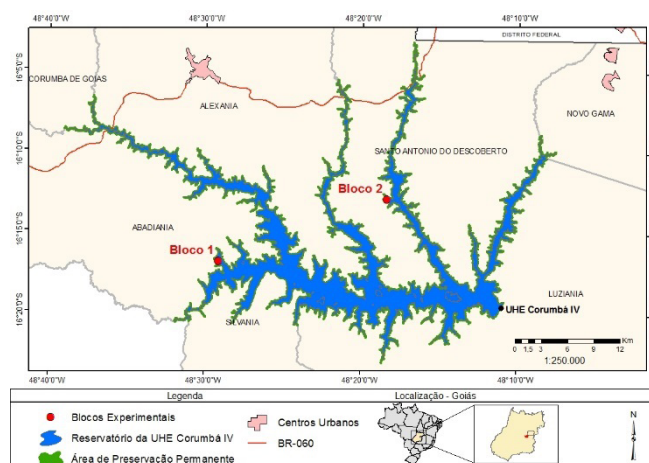 48°40'0"W 48°30'0"W 48°20'0"W 48°10'0"W
DISTRITO FEDERAL
16°5'0"S
CORUMBA DE GOIAS
ALEXANIA
NOVO GAMA
16°10'0"S
SANTO ANTONIO DO DESCOBERTO
Bloco 2
16°15'0"S
ABADIANIA
Bloco 1
LUZIANIA
16°20'0"S
SILVANIA
UHE Corumbá IV
Km
0 1,5 3 6 9 12
1:250.000
48°40'0"W 48°30'0"W 48°20'0"W 48°10'0"W
Legenda
Localização - Goiás
Blocos Experimentais
Centros Urbanos
Reservatório da UHE Corumbá IV
BR-060
Área de Preservação Permanente
N